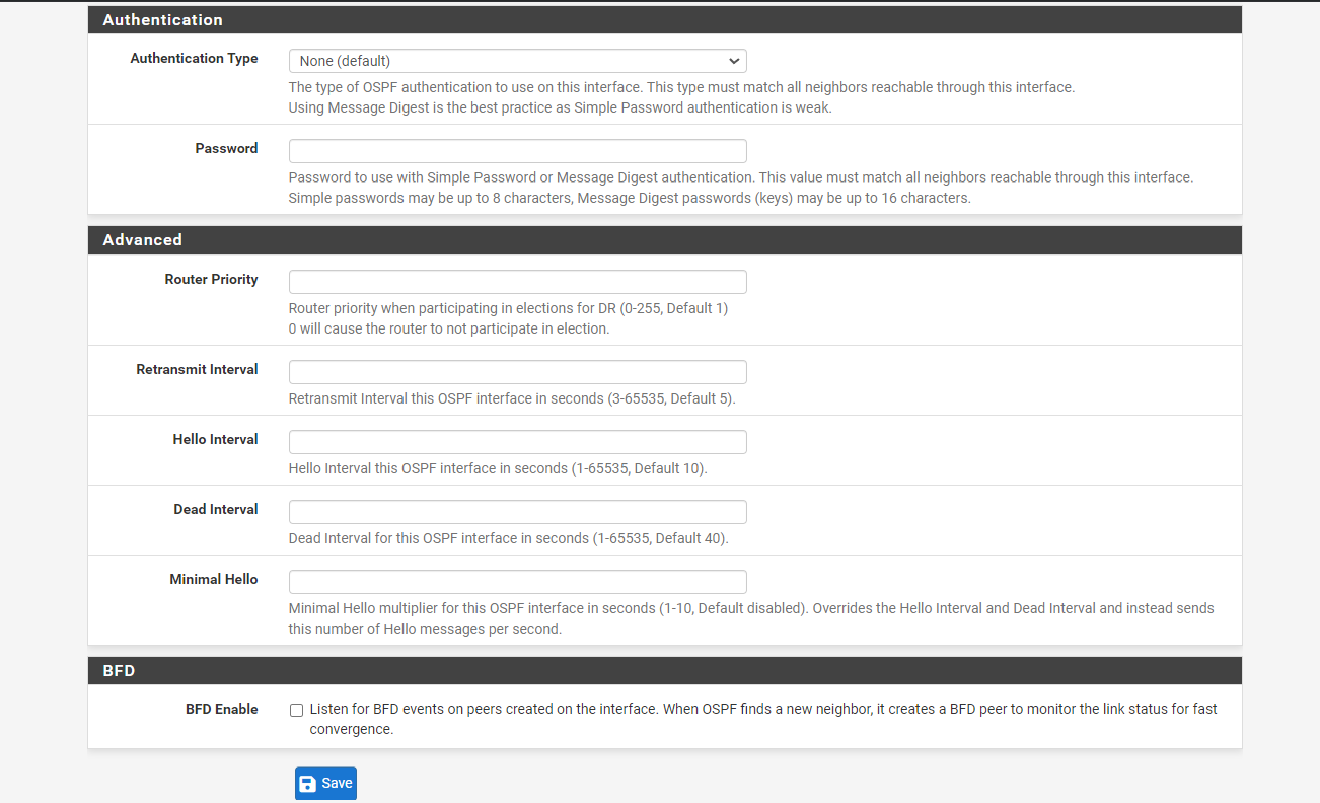 Authentication
Authentication Type
None (default)
The type of OSPF authentication to use on this interface. This type must match all neighbors reachable through this interface.
Using Message Digest is the best practice as Simple Password authentication is weak.
Password
Password to use with Simple Password or Message Digest authentication. This value must match all neighbors reachable through this interface.
Simple passwords may be up to 8 characters, Message Digest passwords (keys) may be up to 16 characters.
Advanced
Router Priority
Router priority when participating in elections for DR (0-255, Default 1)
0 will cause the router to not participate in election.
Retransmit Interval
Retransmit Interval this OSPF interface in seconds (3-65535, Default 5).
Hello Interval
Hello Interval this OSPF interface in seconds (1-65535, Default 10).
Dead Interval
Dead Interval for this OSPF interface in seconds (1-65535, Default 40).
Minimal Hello
Minimal Hello multiplier for this OSPF interface in seconds (1-10, Default disabled). Overrides the Hello Interval and Dead Interval and instead sends
this number of Hello messages per second.
BFD
BFD Enable
Listen for BFD events on peers created on the interface. When OSPF finds a new neighbor, it creates a BFD peer to monitor the link status for fast
convergence.
Save